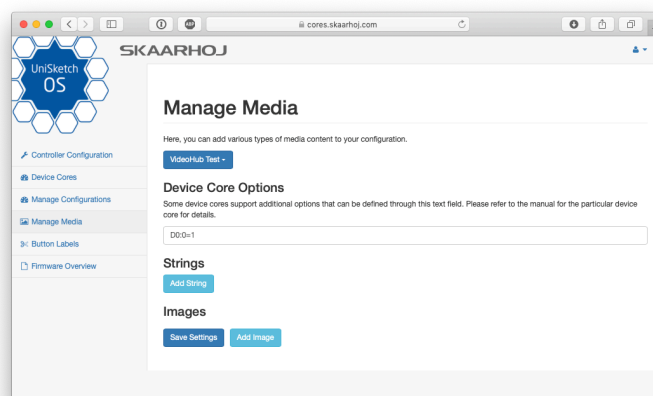 cores.skaarhoj.com
ABP
UniSketch
OS
SKAARHOJ
Controller Configuration
Device Cores
Manage Configurations
Manage Media
Button Labels
Firmware Overview
Manage Media
Here, you can add various types of media content to your configuration.
VideoHub Test
Device Core Options
Some device cores support additional options that can be defined through this text field. Please refer to the manual for the particular device
core for details.
D0:0=1
Strings
Add String
Images
Save Settings
Add Image